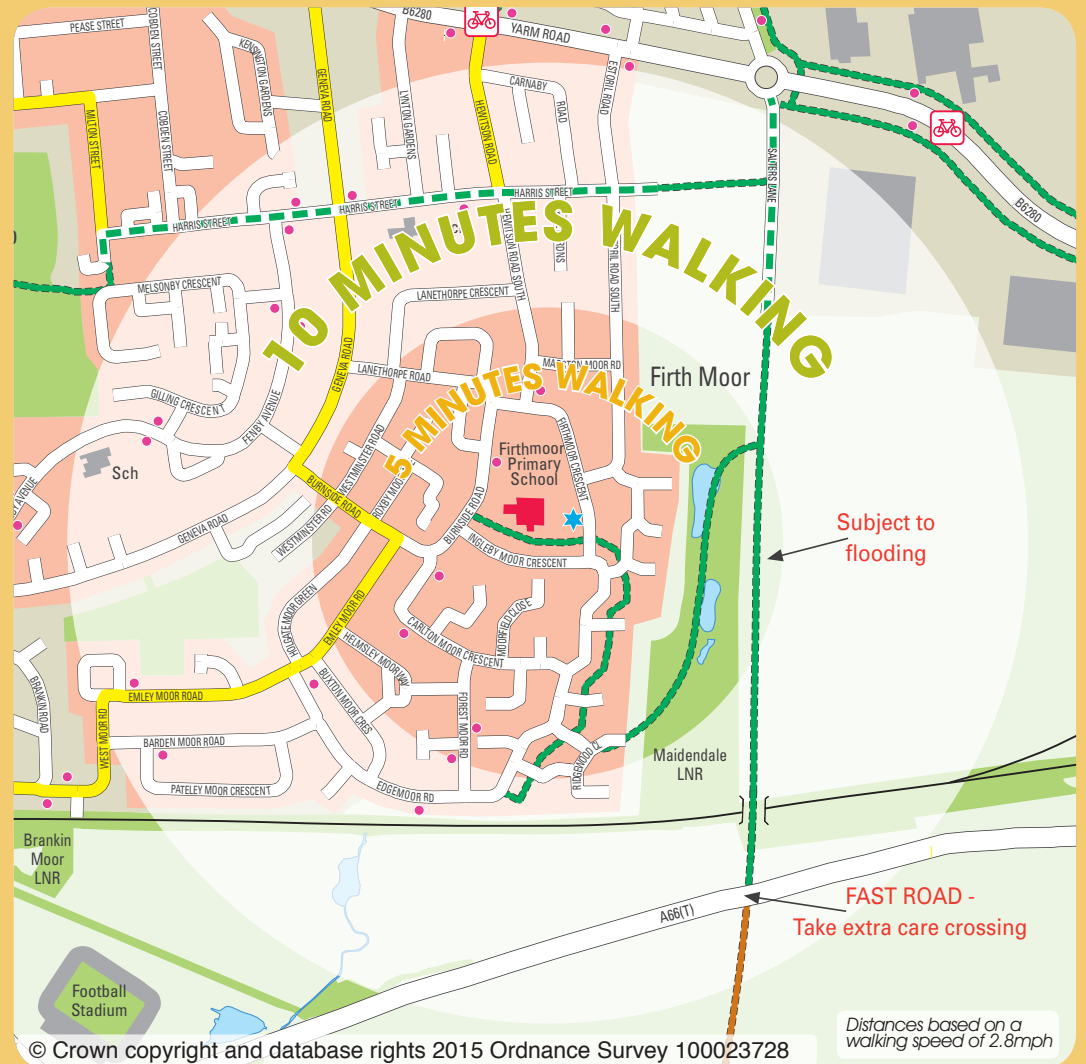 B6280
YARM ROAD
PEASE STREET
COBDEN STREET
KENSINGTON GARDENS
GENEVA ROAD
LYNTON GARDENS
HEWITSON ROAD
CARNABY
ROAD
ESTORIL ROAD
MILTON STREET
COBDEN STREET
SALTERS LANE
B6280
HARRIS STREET
HARRIS STREET
HARRIS STREET
HEWITSON ROAD SOUTH
10 MINUTES WALKING
MELSONBY CRESCENT
LANETHORPE CRESCENT
GENEVA ROAD
LANETHORPE ROAD
Firth Moor
5 MINUTES WALKING
GILLING CRESCENT
FENBY AVENUE
Sch
WESTMINSTER ROAD
Firthmoor
Primary
School
FIRTHMOOR CRESCENT
BURNSIDE ROAD
BURNSIDE ROAD
GENEVA ROAD
WESTMINSTER RD
INGLEBY MOOR CRESCENT
Subject to
flooding
HOLGATE MOOR GREEN
EMLEY MOOR RD
HELMSLEY MOOR WAY
CARLTON MOOR CRESCENT
MOORFIELD CLOSE
BRANKIN ROAD
EMLEY MOOR ROAD
BUXTON MOOR CRES
FOREST MOOR RD
WEST MOOR RD
BARDEN MOOR ROAD
PATELEY MOOR CRESCENT
EDGEMOOR RD
Maidendale
LNR
Brankin
Moor
LNR
FAST ROAD -
Take extra care crossing
A66(T)
Football
Stadium
Distances based on a
walking speed of 2.8mph
© Crown copyright and database rights 2015 Ordnance Survey 100023728